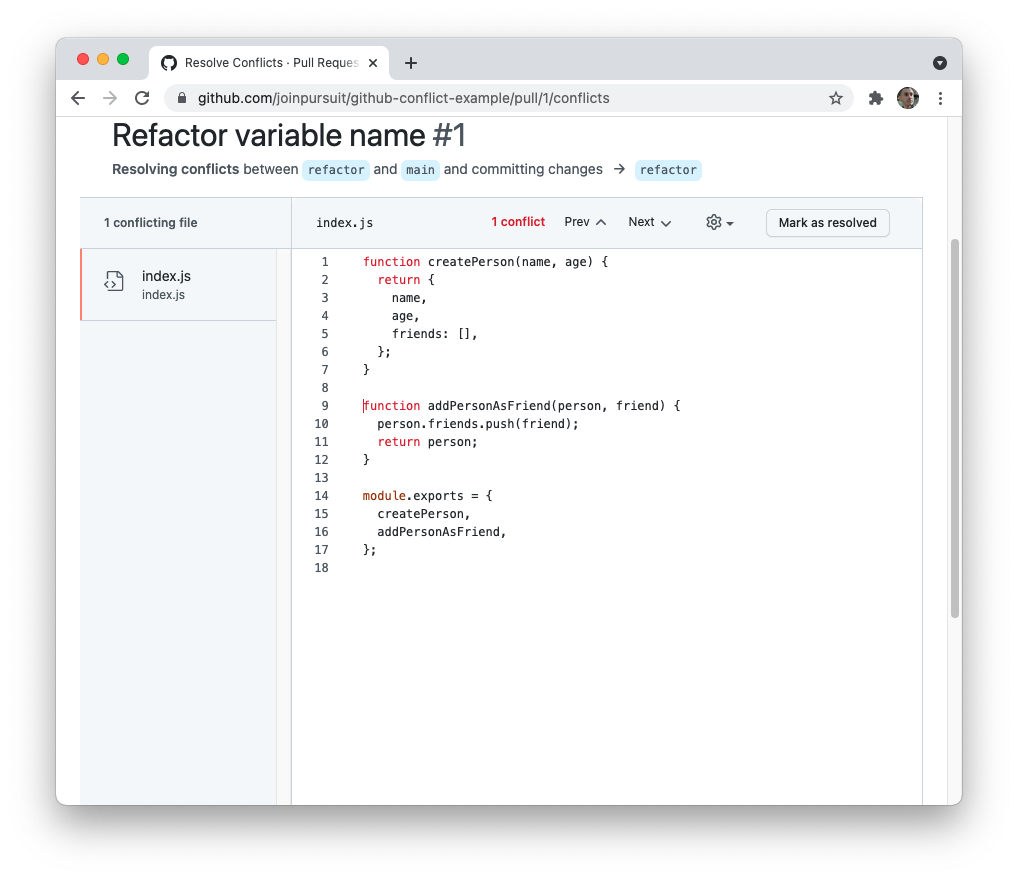 Resolve Conflicts · Pull Reques
github.com/joinpursuit/github-conflict-example/pull/1/conflicts
Refactor variable name #1
Resolving conflicts between refactor and main and committing changes → refactor
1 conflicting file
index.js 1 conflict Prev Next Mark as resolved
index.js
index.js
1 function createPerson(name, age) {
2 return {
3 name,
4 age,
5 friends: [],
6 };
7 }
8
9 function addPersonAsFriend(person, friend) {
10 person.friends.push(friend);
11 return person;
12 }
13
14 module.exports = {
15 createPerson,
16 addPersonAsFriend,
17 };
18